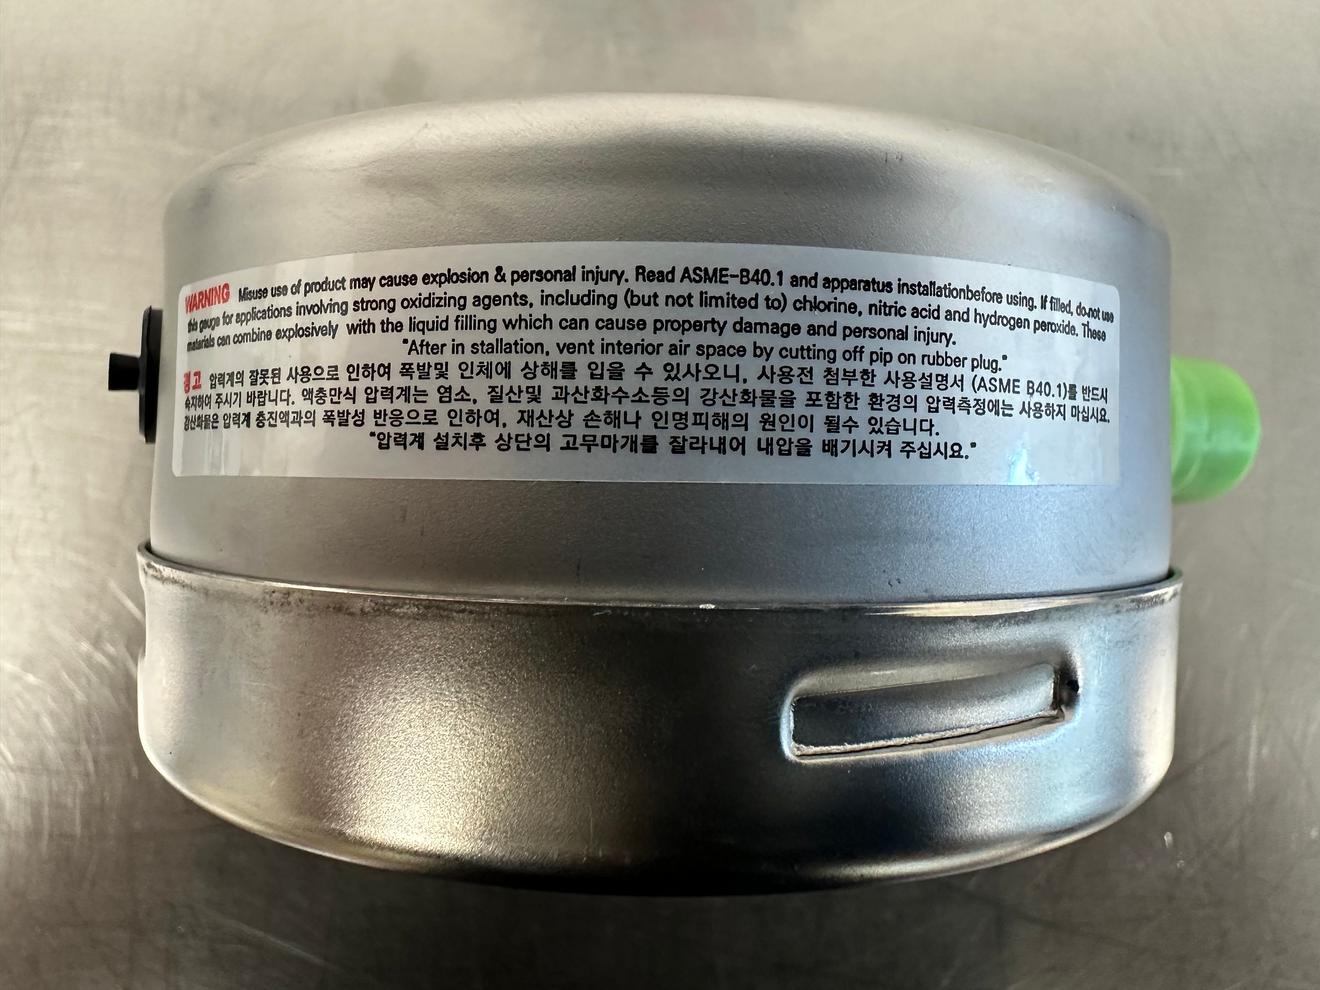 WARNING Misuse use of product may cause explosion & personal injury. Read ASME-B40.1 and apparatus installationbefore using. If filled, do-not use
this gauge for applications involving strong oxidizing agents, including (but not limited to) chlorine, nitric acid and hydrogen peroxide. These
materials can combine explosively with the liquid filling which can cause property damage and personal injury.
"After in stallation, vent interior air space by cutting off pip on rubber plug."
경고 압력계의 잘못된 사용으로 인하여 폭발및 인체에 상해를 입을 수 있사오니, 사용전 첨부한 사용설명서 (ASME B40.1)를 반드시
숙지하여 주시기 바랍니다. 액충만식 압력계는 염소, 질산및 과산화수소등의 강산화물을 포함한 환경의 압력측정에는 사용하지 마십시요.
강산화물은 압력계 충진액과의 폭발성 반응으로 인하여, 재산상 손해나 인명피해의 원인이 될수 있습니다.
"압력계 설치후 상단의 고무마개를 잘라내어 내압을 배기시켜 주십시요."